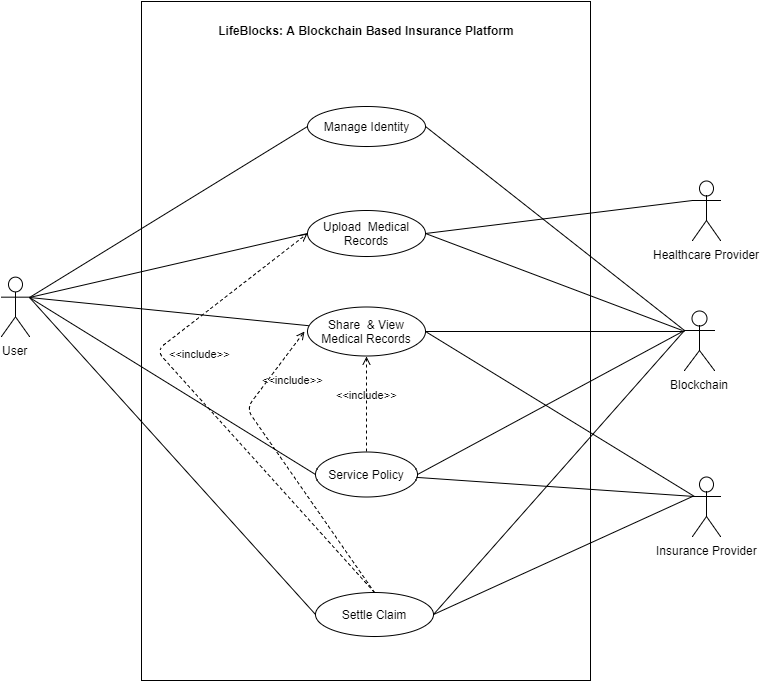 LifeBlocks: A Blockchain Based Insurance Platform
Manage Identity
Upload Medical
Records
Healthcare Provider
Share & View
Medical Records
User
<<include>>
<<include>>
<<include>>
Blockchain
Service Policy
Insurance Provider
Settle Claim